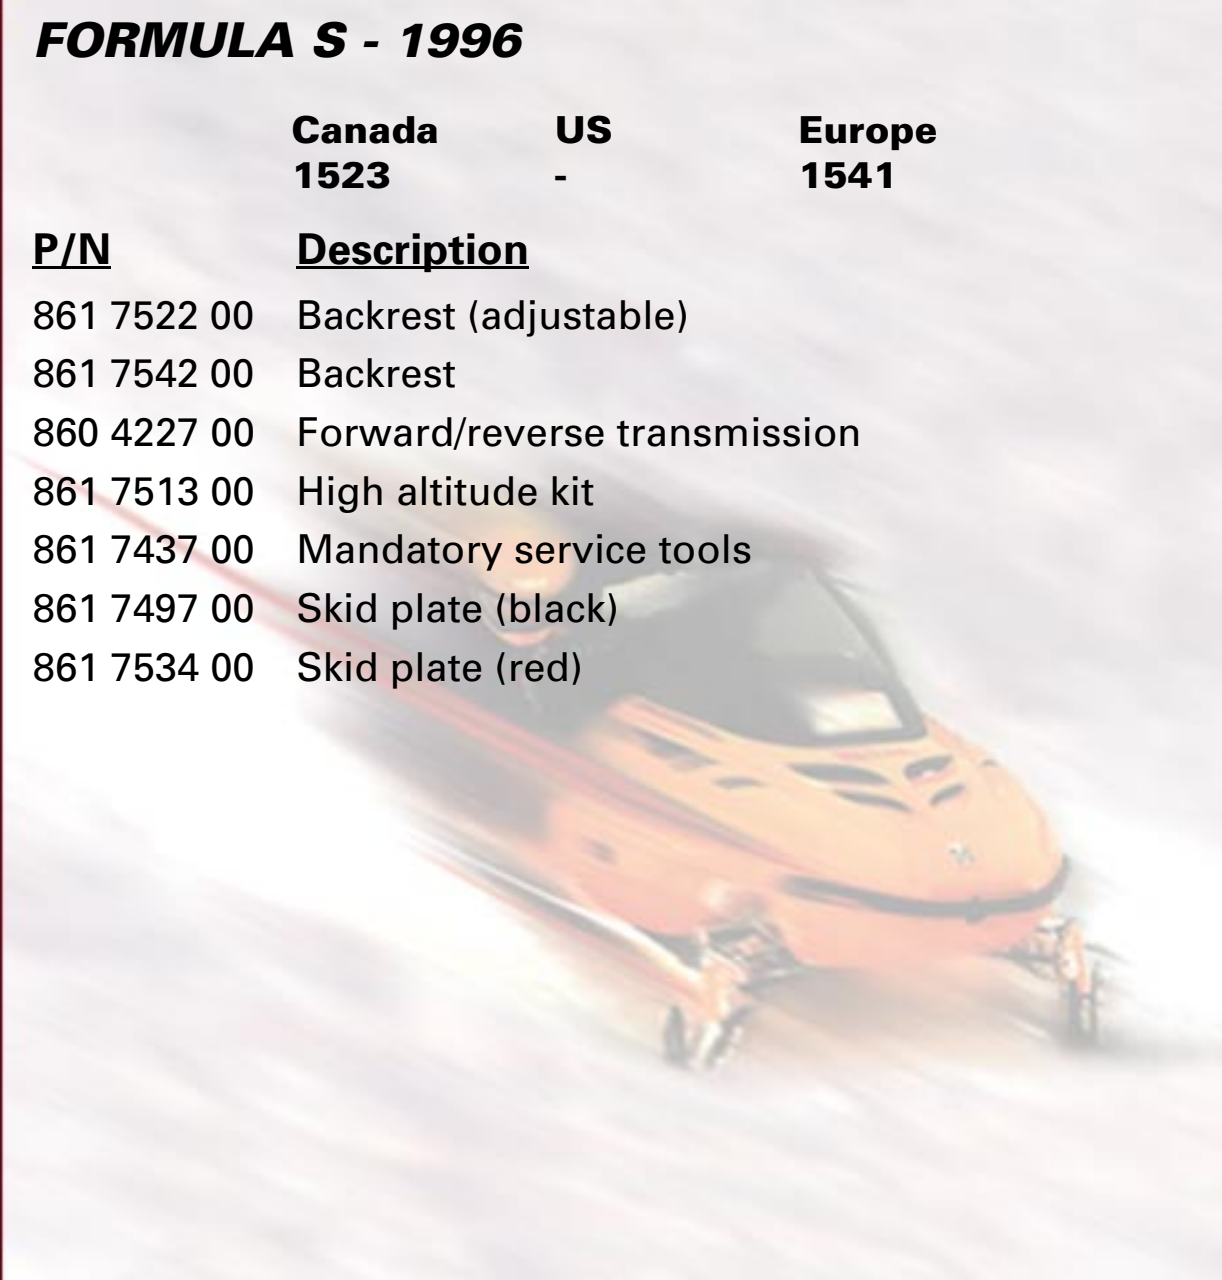 FORMULA S - 1996
Canada US Europe
1523 - 1541
P/N Description
861 7522 00 Backrest (adjustable)
861 7542 00 Backrest
860 4227 00 Forward/reverse transmission
861 7513 00 High altitude kit
861 7437 00 Mandatory service tools
861 7497 00 Skid plate (black)
861 7534 00 Skid plate (red)